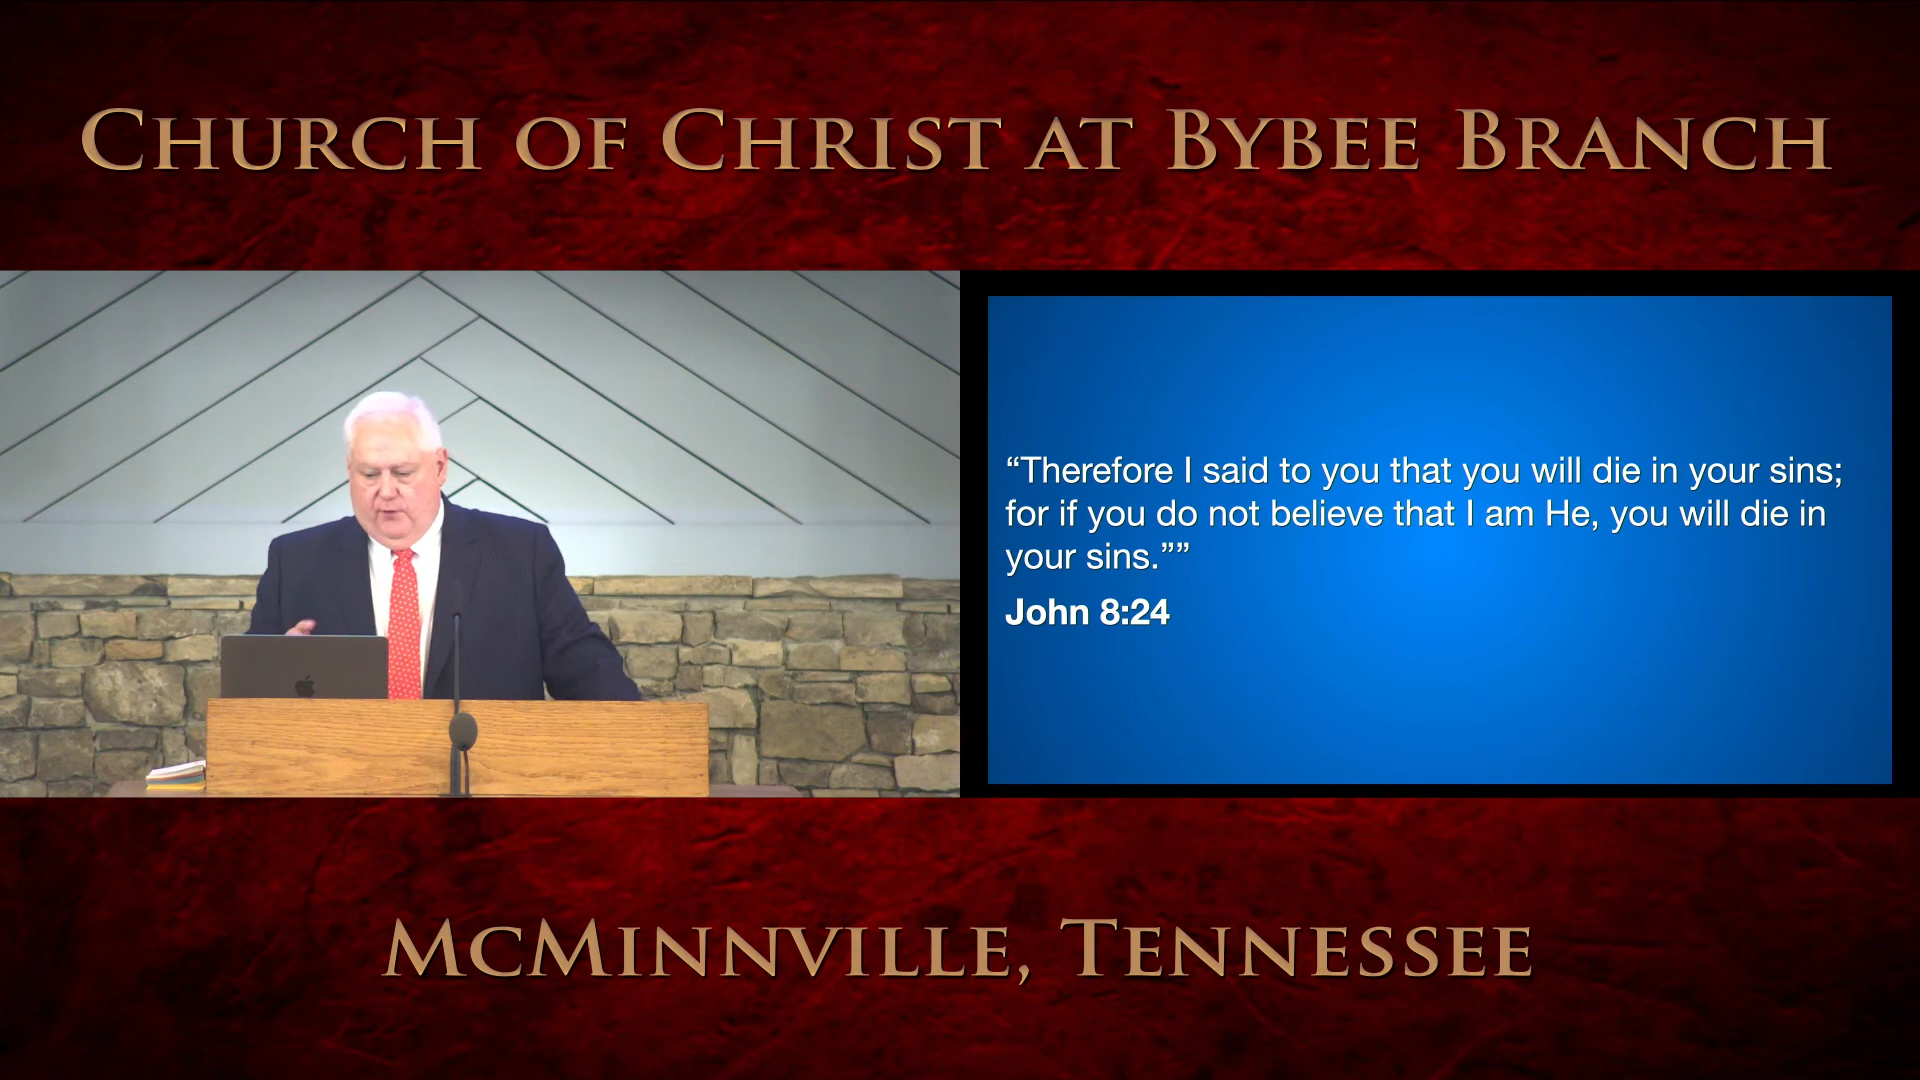 Church of Christ at Bybee Branch
“Therefore I said to you that you will die in your sins;
for if you do not believe that I am He, you will die in
your sins.””
John 8:24
McMinnville, Tennessee